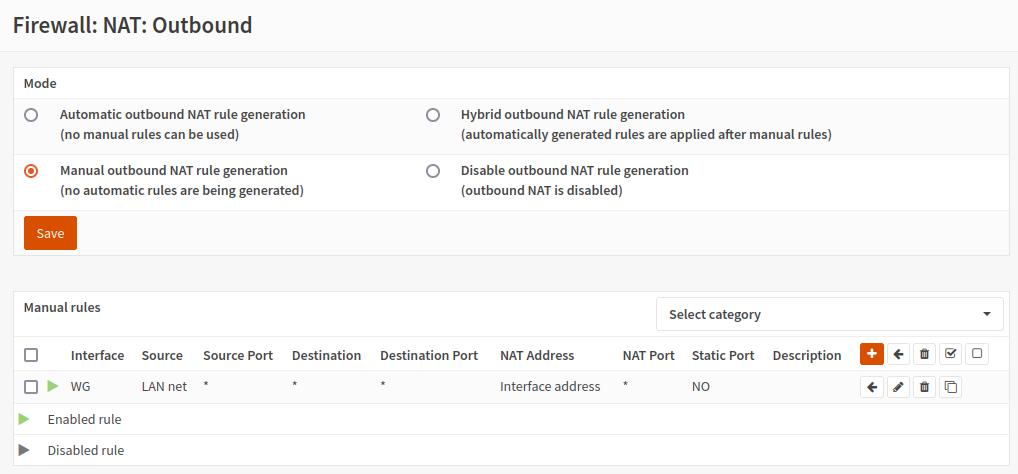 Firewall: NAT: Outbound
Mode
Automatic outbound NAT rule generation
(no manual rules can be used)
Hybrid outbound NAT rule generation
(automatically generated rules are applied after manual rules)
Manual outbound NAT rule generation
(no automatic rules are being generated)
Disable outbound NAT rule generation
(outbound NAT is disabled)
Save
Manual rules
Select category
Interface Source Source Port Destination Destination Port NAT Address NAT Port Static Port Description
WG LAN net * * * Interface address * NO
Enabled rule
Disabled rule